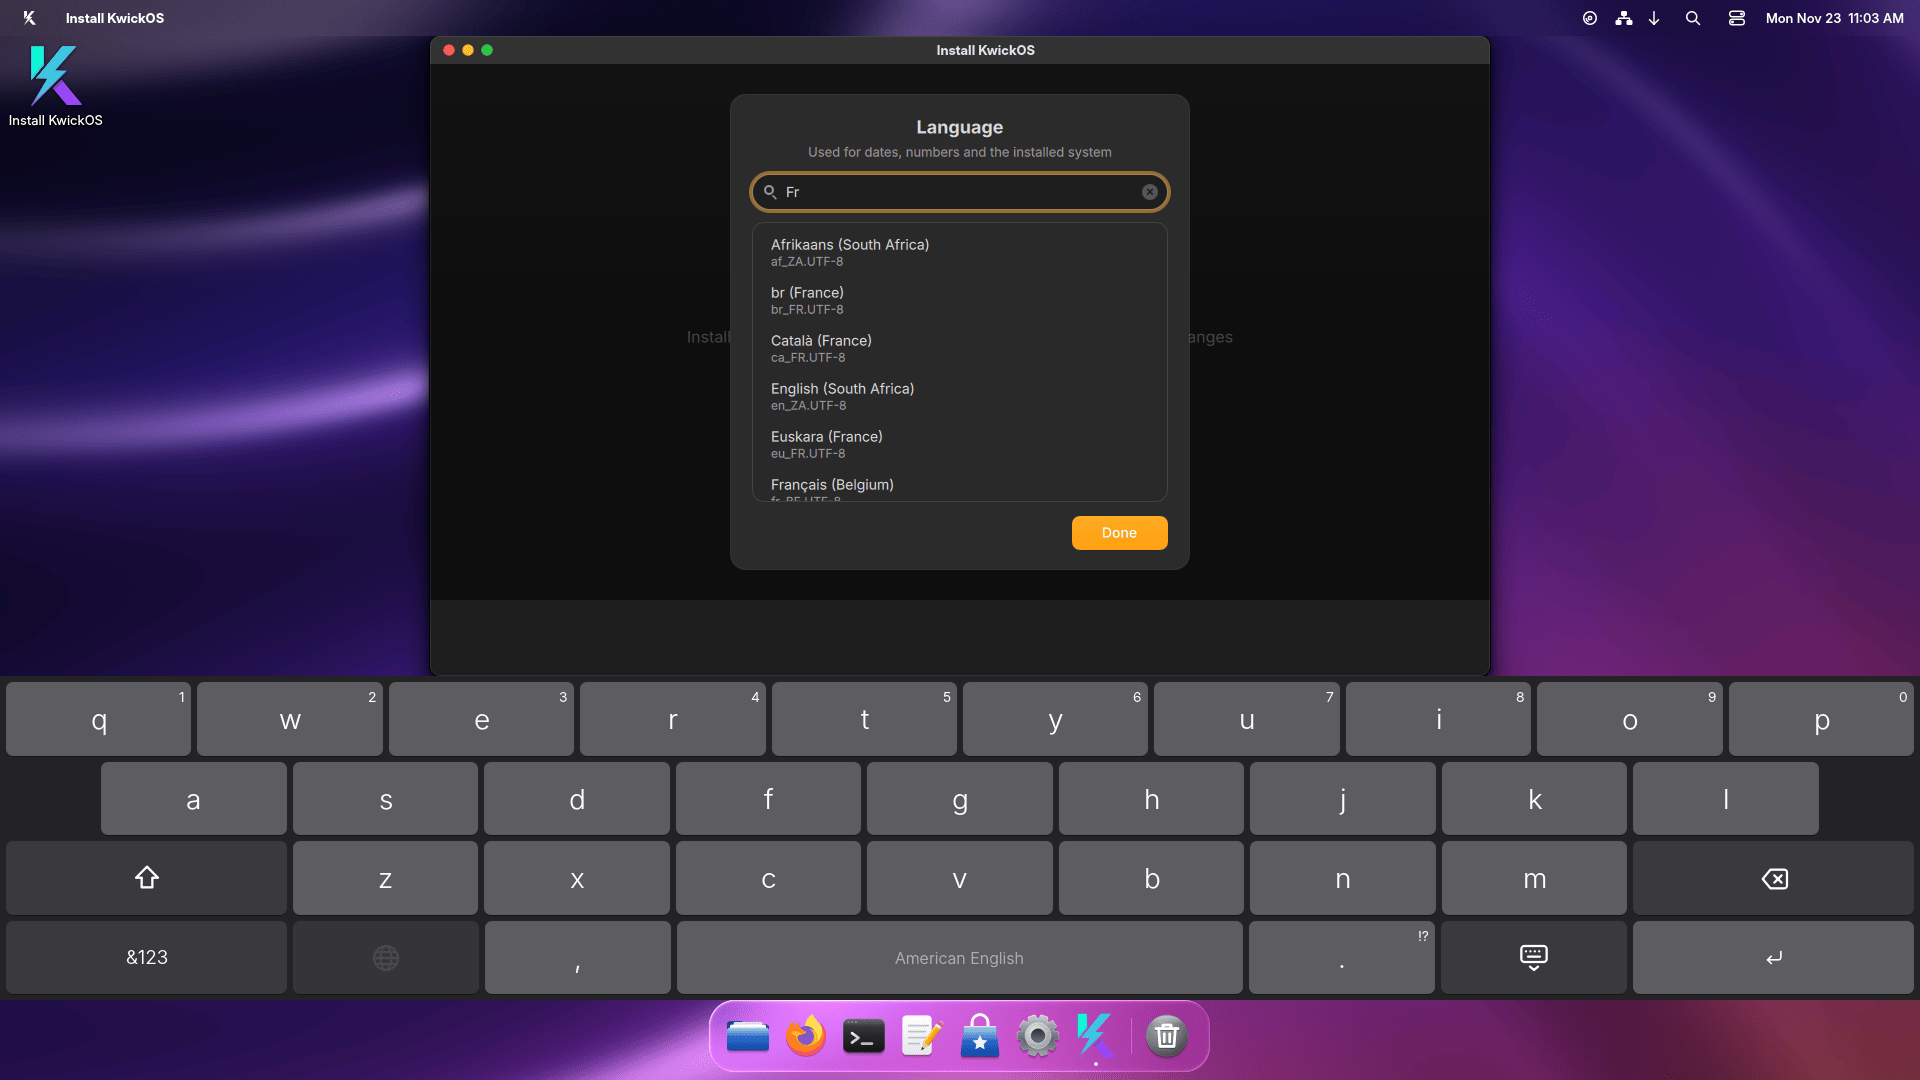 Install KwickOS
Mon Nov 23 11:03 AM
Install KwickOS
Install KwickOS
Language
Used for dates, numbers and the installed system
Fr
Afrikaans (South Africa)
af_ZA.UTF-8
br (France)
br_FR.UTF-8
Català (France)
ca_FR.UTF-8
English (South Africa)
en_ZA.UTF-8
Euskara (France)
eu_FR.UTF-8
Français (Belgium)
fr_BE.UTF-8
Install
anges
Done
q 1 w 2 e 3 r 4 t 5 y 6 u 7 i 8 o 9 p 0
a s d f g h j k l
z x c v b n m
&123 , American English . !?